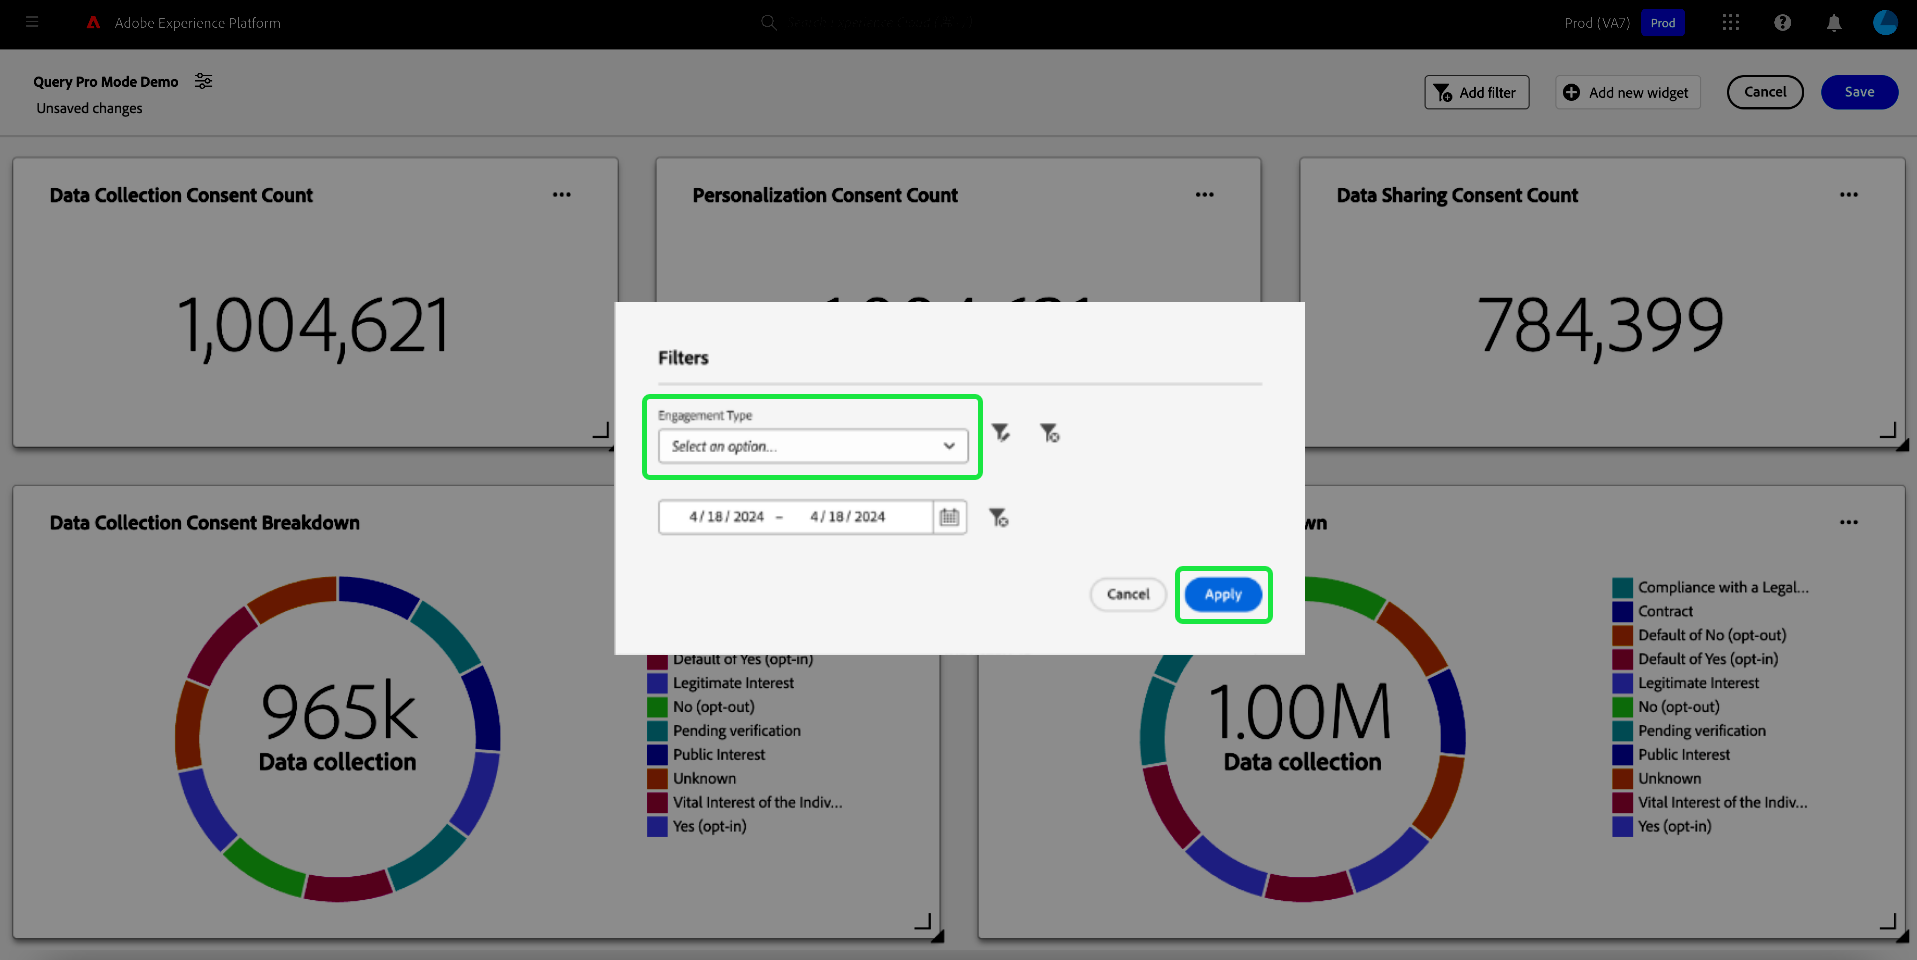 Adobe Experience Platform
Prod (VA7) Prod
Query Pro Mode Demo
Unsaved changes
Add filter
Add new widget
Cancel
Save
Data Collection Consent Count
1,004,621
Personalization Consent Count
Data Sharing Consent Count
784,399
Filters
Engagement Type
Select an option...
4/18/2024 – 4/18/2024
Cancel
Apply
Data Collection Consent Breakdown
965k
Data collection
Default of Yes (opt-in)
Legitimate Interest
No (opt-out)
Pending verification
Public Interest
Unknown
Vital Interest of the Indiv...
Yes (opt-in)
1.00M
Data collection
Compliance with a Legal...
Contract
Default of No (opt-out)
Default of Yes (opt-in)
Legitimate Interest
No (opt-out)
Pending verification
Public Interest
Unknown
Vital Interest of the Indiv...
Yes (opt-in)